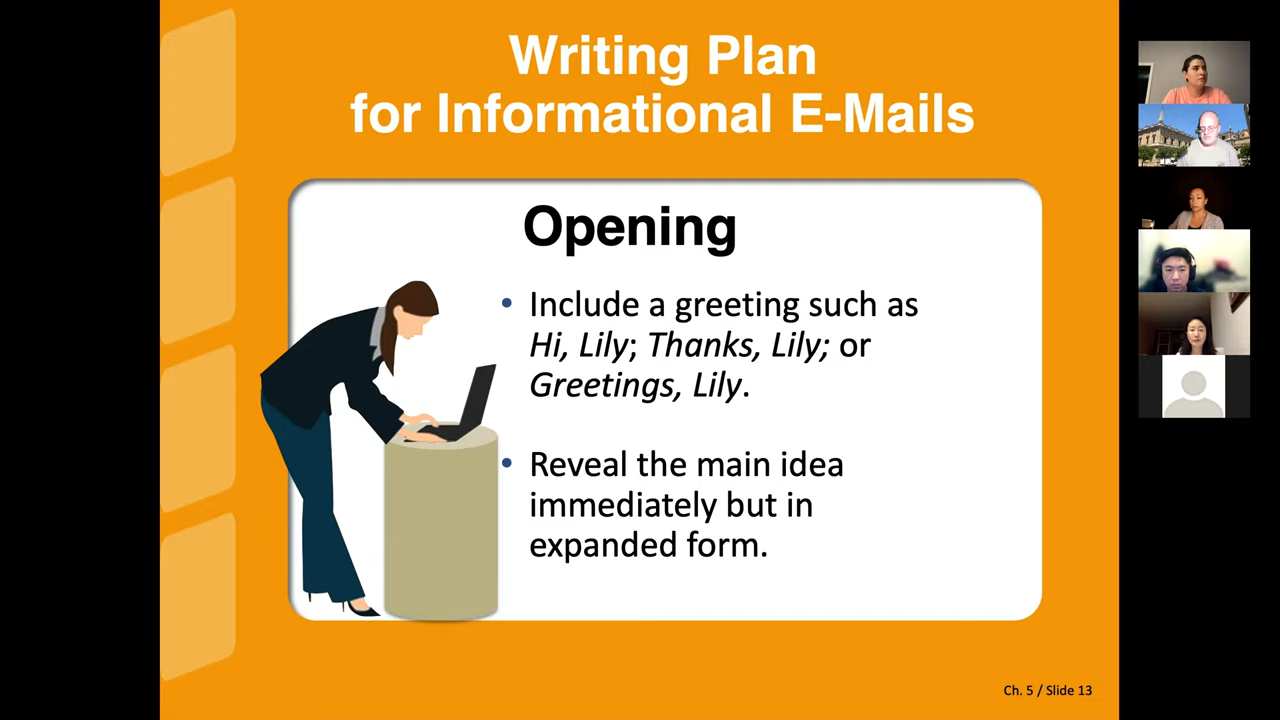 Writing Plan
for Informational E-Mails
Opening
• Include a greeting such as
Hi, Lily; Thanks, Lily; or
Greetings, Lily.
• Reveal the main idea
immediately but in
expanded form.
Ch. 5 / Slide 13